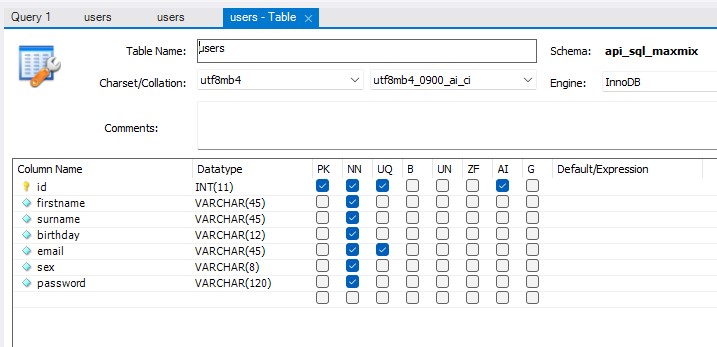 Query 1 users users users - Table
Table Name: users Schema: api_sql_maxmix
Charset/Collation: utf8mb4 utf8mb4_0900_ai_ci Engine: InnoDB
Comments:
Column Name Datatype PK NN UQ B UN ZF AI G Default/Expression
id INT(11)
firstname VARCHAR(45)
surname VARCHAR(45)
birthday VARCHAR(12)
email VARCHAR(45)
sex VARCHAR(8)
password VARCHAR(120)